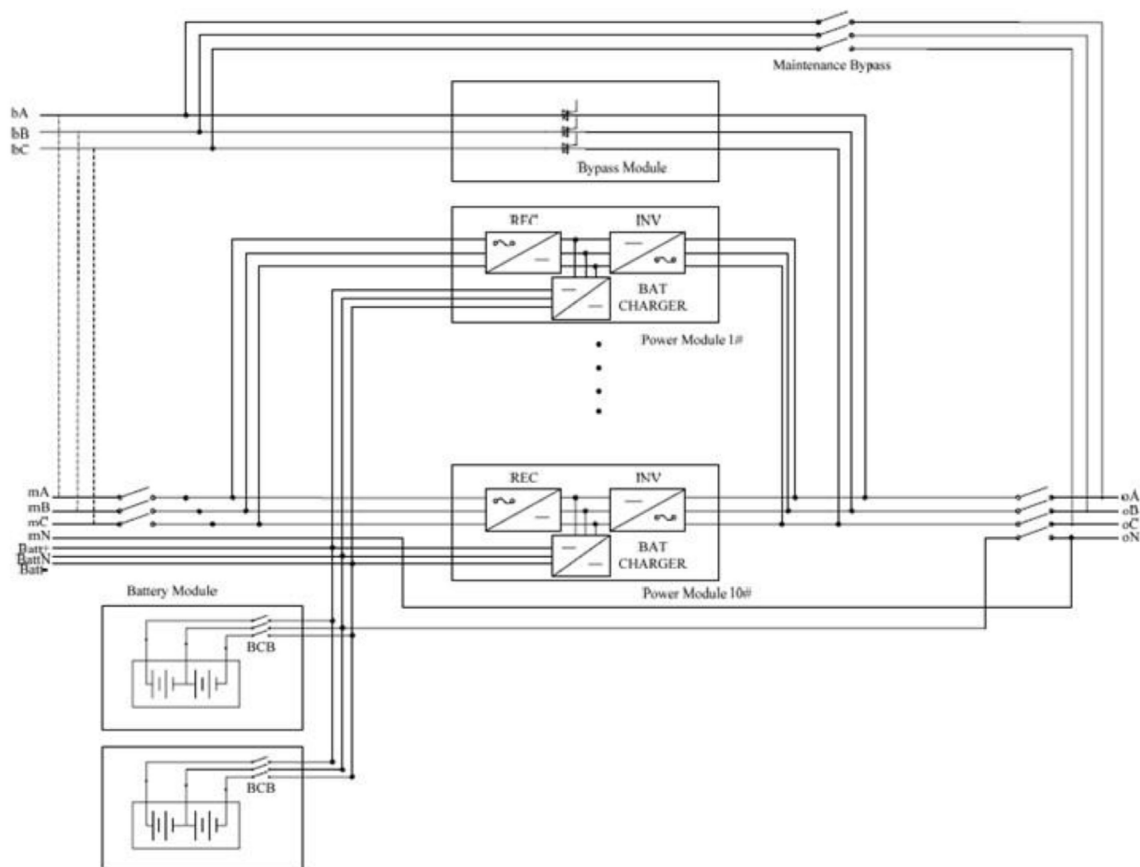 Maintenance Bypass
bA
bB
bC
Bypass Module
REC
INV
BAT
CHARGER
Power Module 1#
REC
INV
mA
mB
mC
mN
Batt+
BattN
Batt-
oA
oB
oC
oN
BAT
CHARGER
Battery Module
Power Module 10#
BCB
BCB